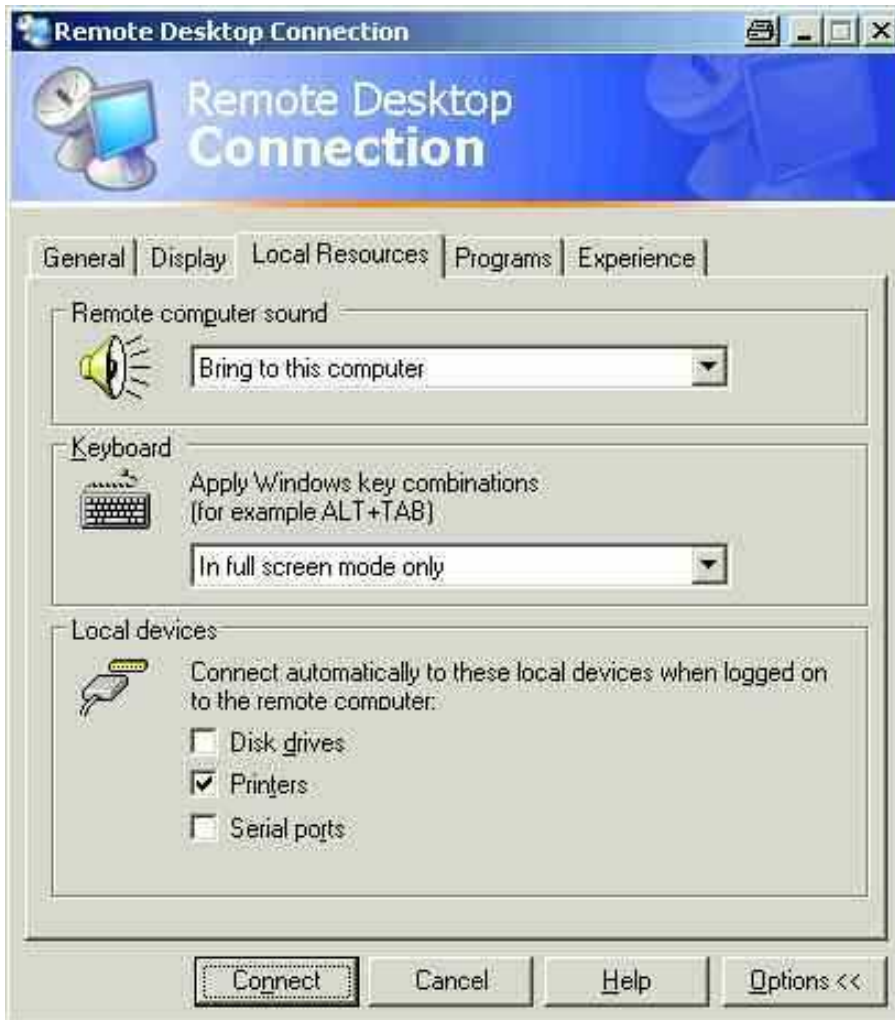 Remote Desktop Connection
Remote Desktop
Connection
General Display Local Resources Programs Experience
Remote computer sound
Bring to this computer
Keyboard
Apply Windows key combinations
(for example ALT+TAB)
In full screen mode only
Local devices
Connect automatically to these local devices when logged on
to the remote computer:
Disk drives
Printers
Serial ports
Connect Cancel Help Options <<